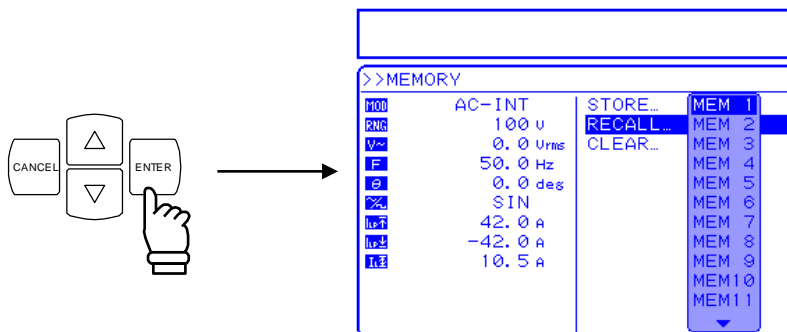 CANCEL
ENTER
>>MEMORY
MOD AC-INT STORE… MEM 1
RNG 100 V RECALL… MEM 2
V~ 0.0 Vrms CLEAR… MEM 3
F 50.0 Hz MEM 4
θ 0.0 deg MEM 5
SIN MEM 6
42.0 A MEM 7
-42.0 A MEM 8
10.5 A MEM 9
MEM10
MEM11